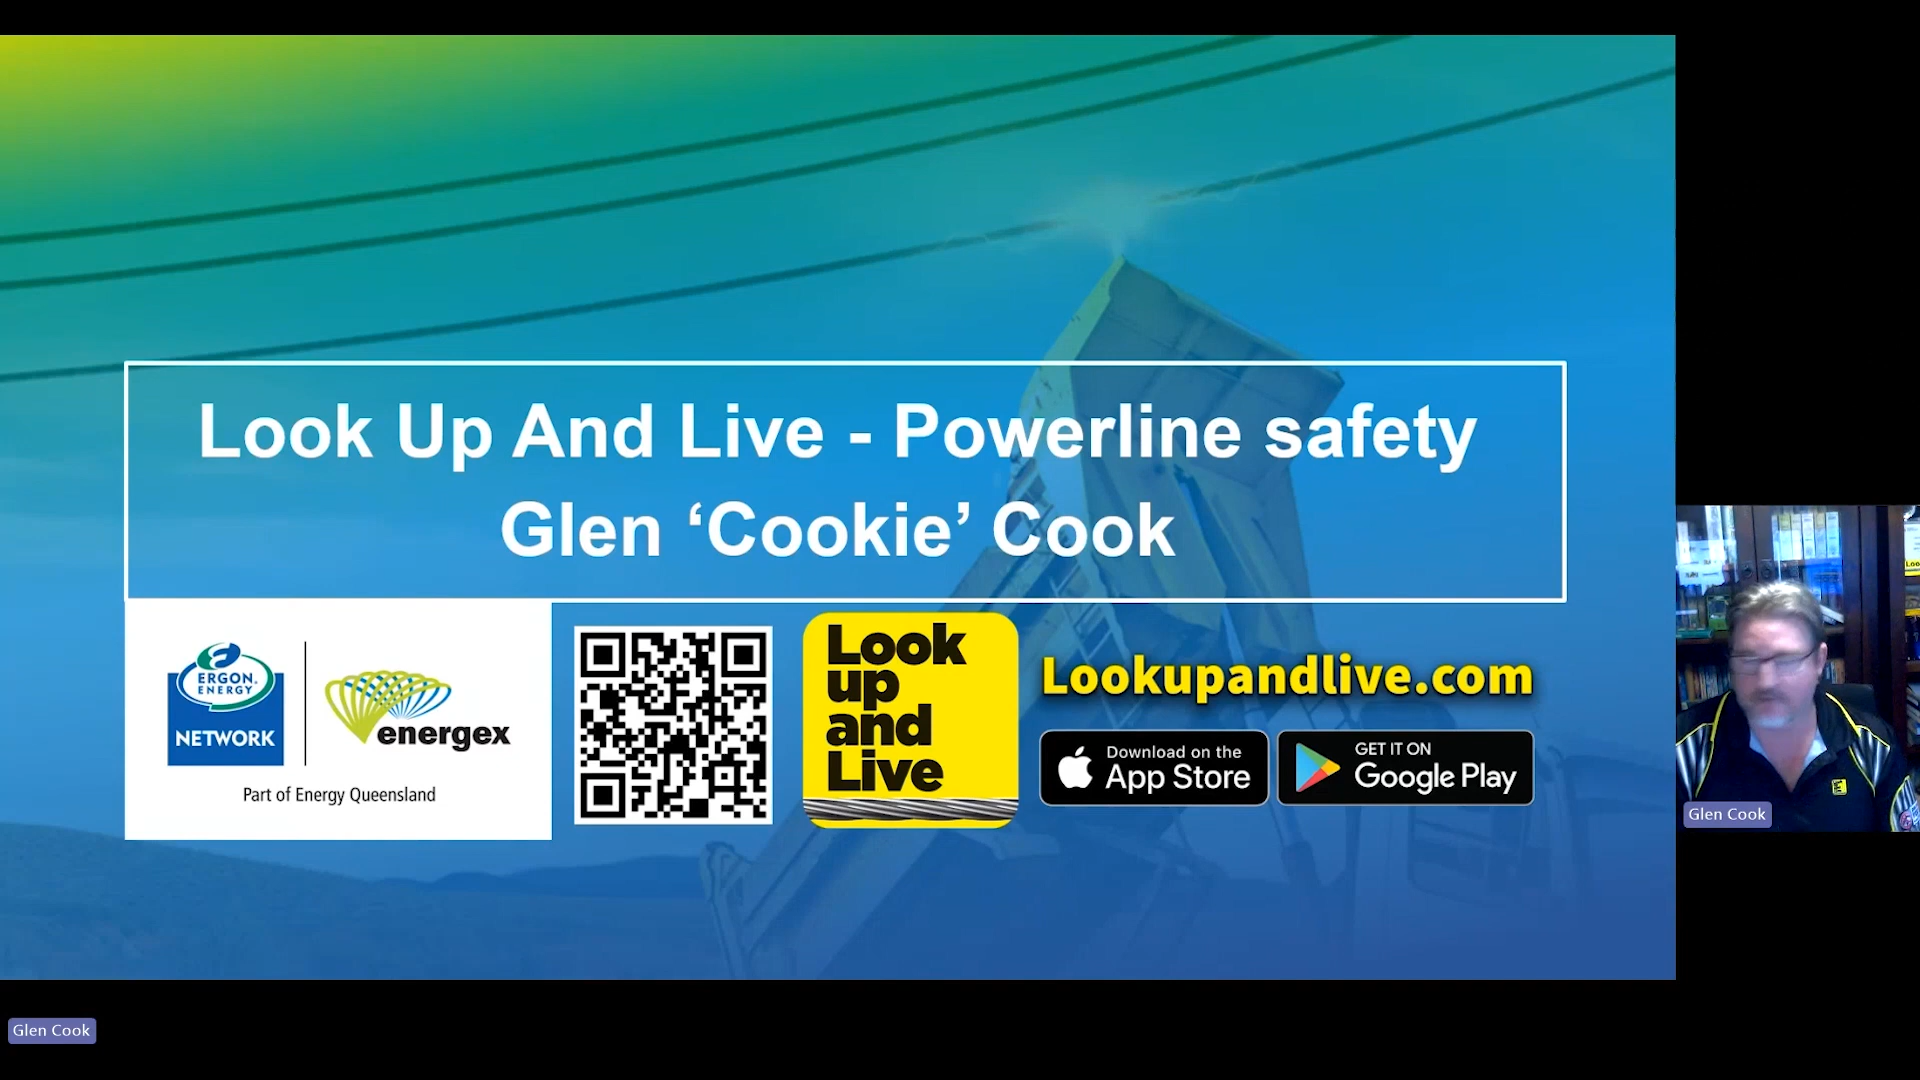 Look Up And Live - Powerline safety
Glen ‘Cookie’ Cook
ERGON.
ENERGY
NETWORK
energex
Part of Energy Queensland
Look
up
and
Live
Lookupandlive.com
Download on the
App Store
GET IT ON
Google Play
Loo
Glen Cook
Glen Cook